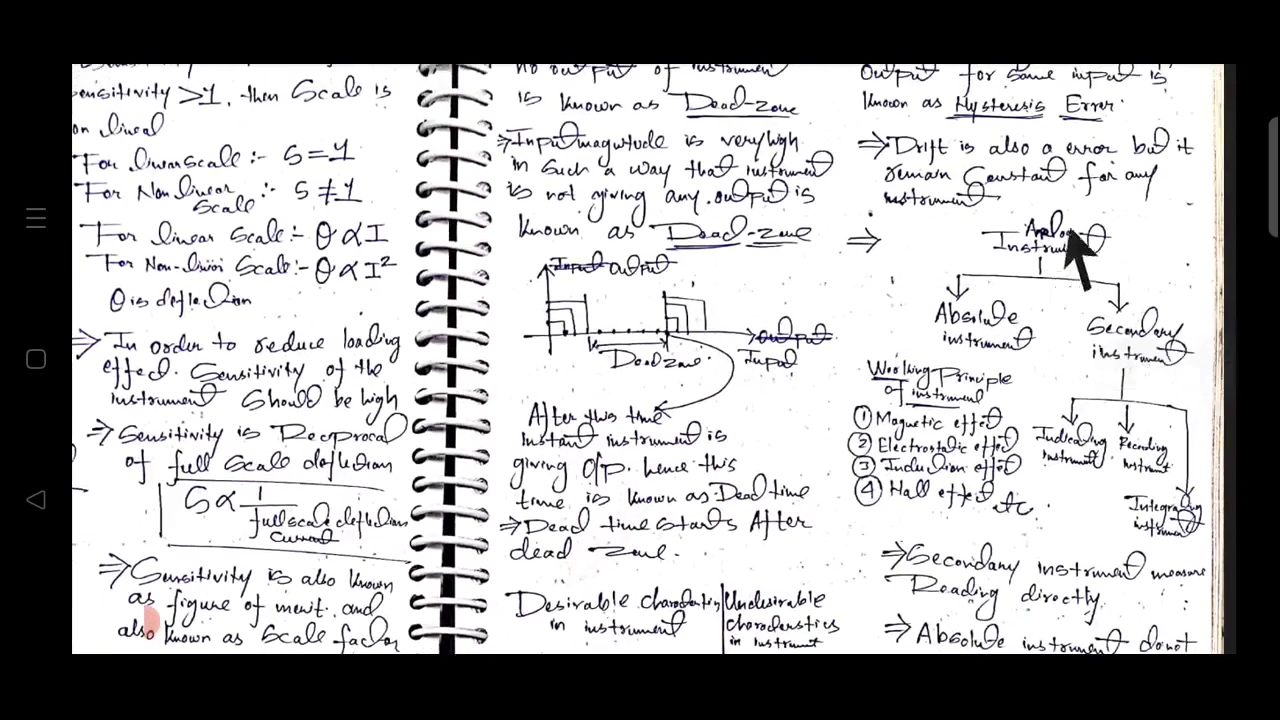 Sensitivity >1, then Scale is
on lineal
For linear scale :- S=1
For Non linear Scale :- S ≠ 1
For linear Scale :- θ ∝ I
For Non-linear Scale :- θ ∝ I²
θ is deflection
⇒ In order to reduce loading
effect. Sensitivity of the
instrument should be high
⇒ Sensitivity is Reciprocal
of full scale deflection
S ∝ 1
full scale deflection
current
⇒ Sensitivity is also known
as figure of merit. and
also known as Scale factor
no output of instrument
is known as Dead-zone
⇒ Input magnitude is very high
in such a way that instrument
is not giving any output is
known as Dead-zone
Input Output
Dead zone
Output
Input
After this time
instant instrument is
giving O/P. hence this
time is known as Dead time
⇒ Dead time starts After
dead zone.
Desirable Characteristics
in instrument
Undesirable
Characteristics
in instrument
Output for same input is
known as Hysteresis Error.
⇒ Drift is also a error but it
remain Constant for any
instrument
⇒ Analog
Instrument
Absolute
instrument
Secondary
instrument
Working Principle
of instrument
① Magnetic effect
② Electrostatic effect
③ Induction effect
④ Hall effect etc
Indicating
instrument
Recording
instrument
Integrating
instrument
⇒ Secondary instrument measure
Reading directly.
⇒ Absolute instrument do not